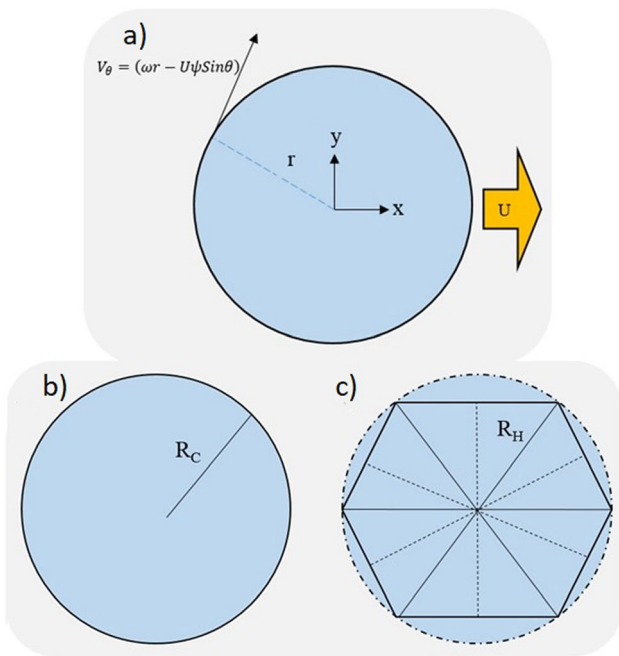 a)
V_θ = (ωr − UψSinθ)
y
r
x
U
b)
c)
R_C
R_H